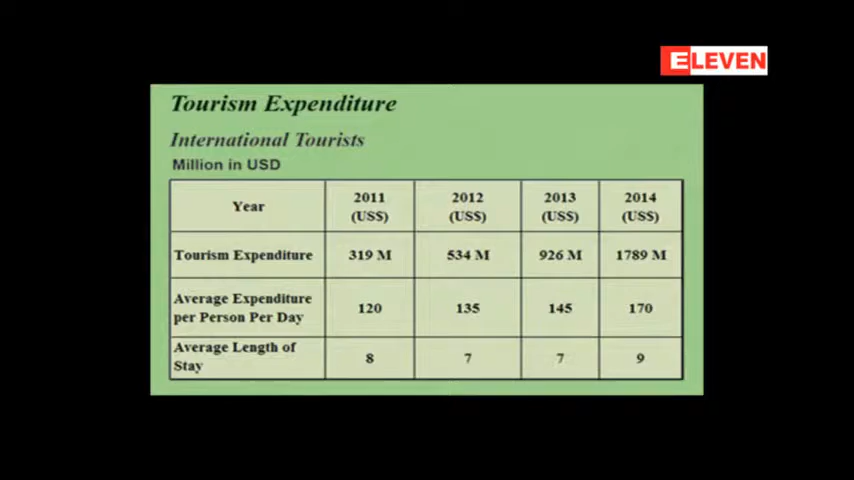 ELEVEN
Tourism Expenditure
International Tourists
Million in USD
Year 2011 (US$) 2012 (US$) 2013 (US$) 2014 (US$)
Tourism Expenditure 319 M 534 M 926 M 1789 M
Average Expenditure per Person Per Day 120 135 145 170
Average Length of Stay 8 7 7 9